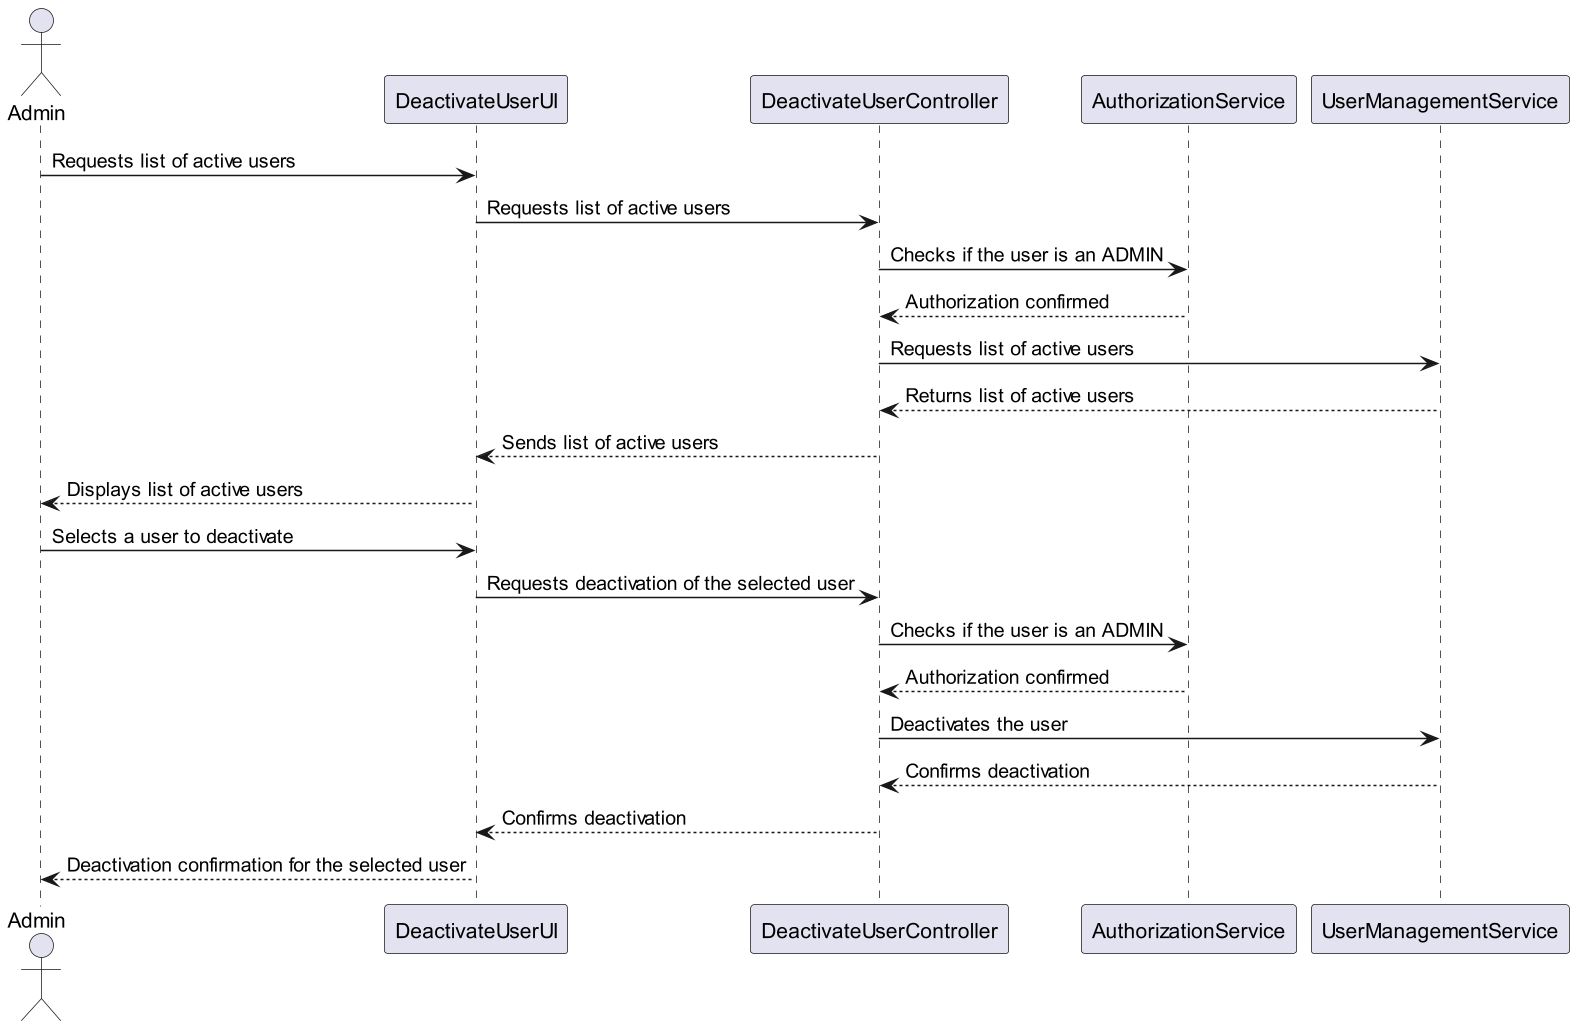 Admin
DeactivateUserUI
DeactivateUserController
AuthorizationService
UserManagementService
Requests list of active users
Requests list of active users
Checks if the user is an ADMIN
Authorization confirmed
Requests list of active users
Returns list of active users
Sends list of active users
Displays list of active users
Selects a user to deactivate
Requests deactivation of the selected user
Checks if the user is an ADMIN
Authorization confirmed
Deactivates the user
Confirms deactivation
Confirms deactivation
Deactivation confirmation for the selected user
Admin
DeactivateUserUI
DeactivateUserController
AuthorizationService
UserManagementService